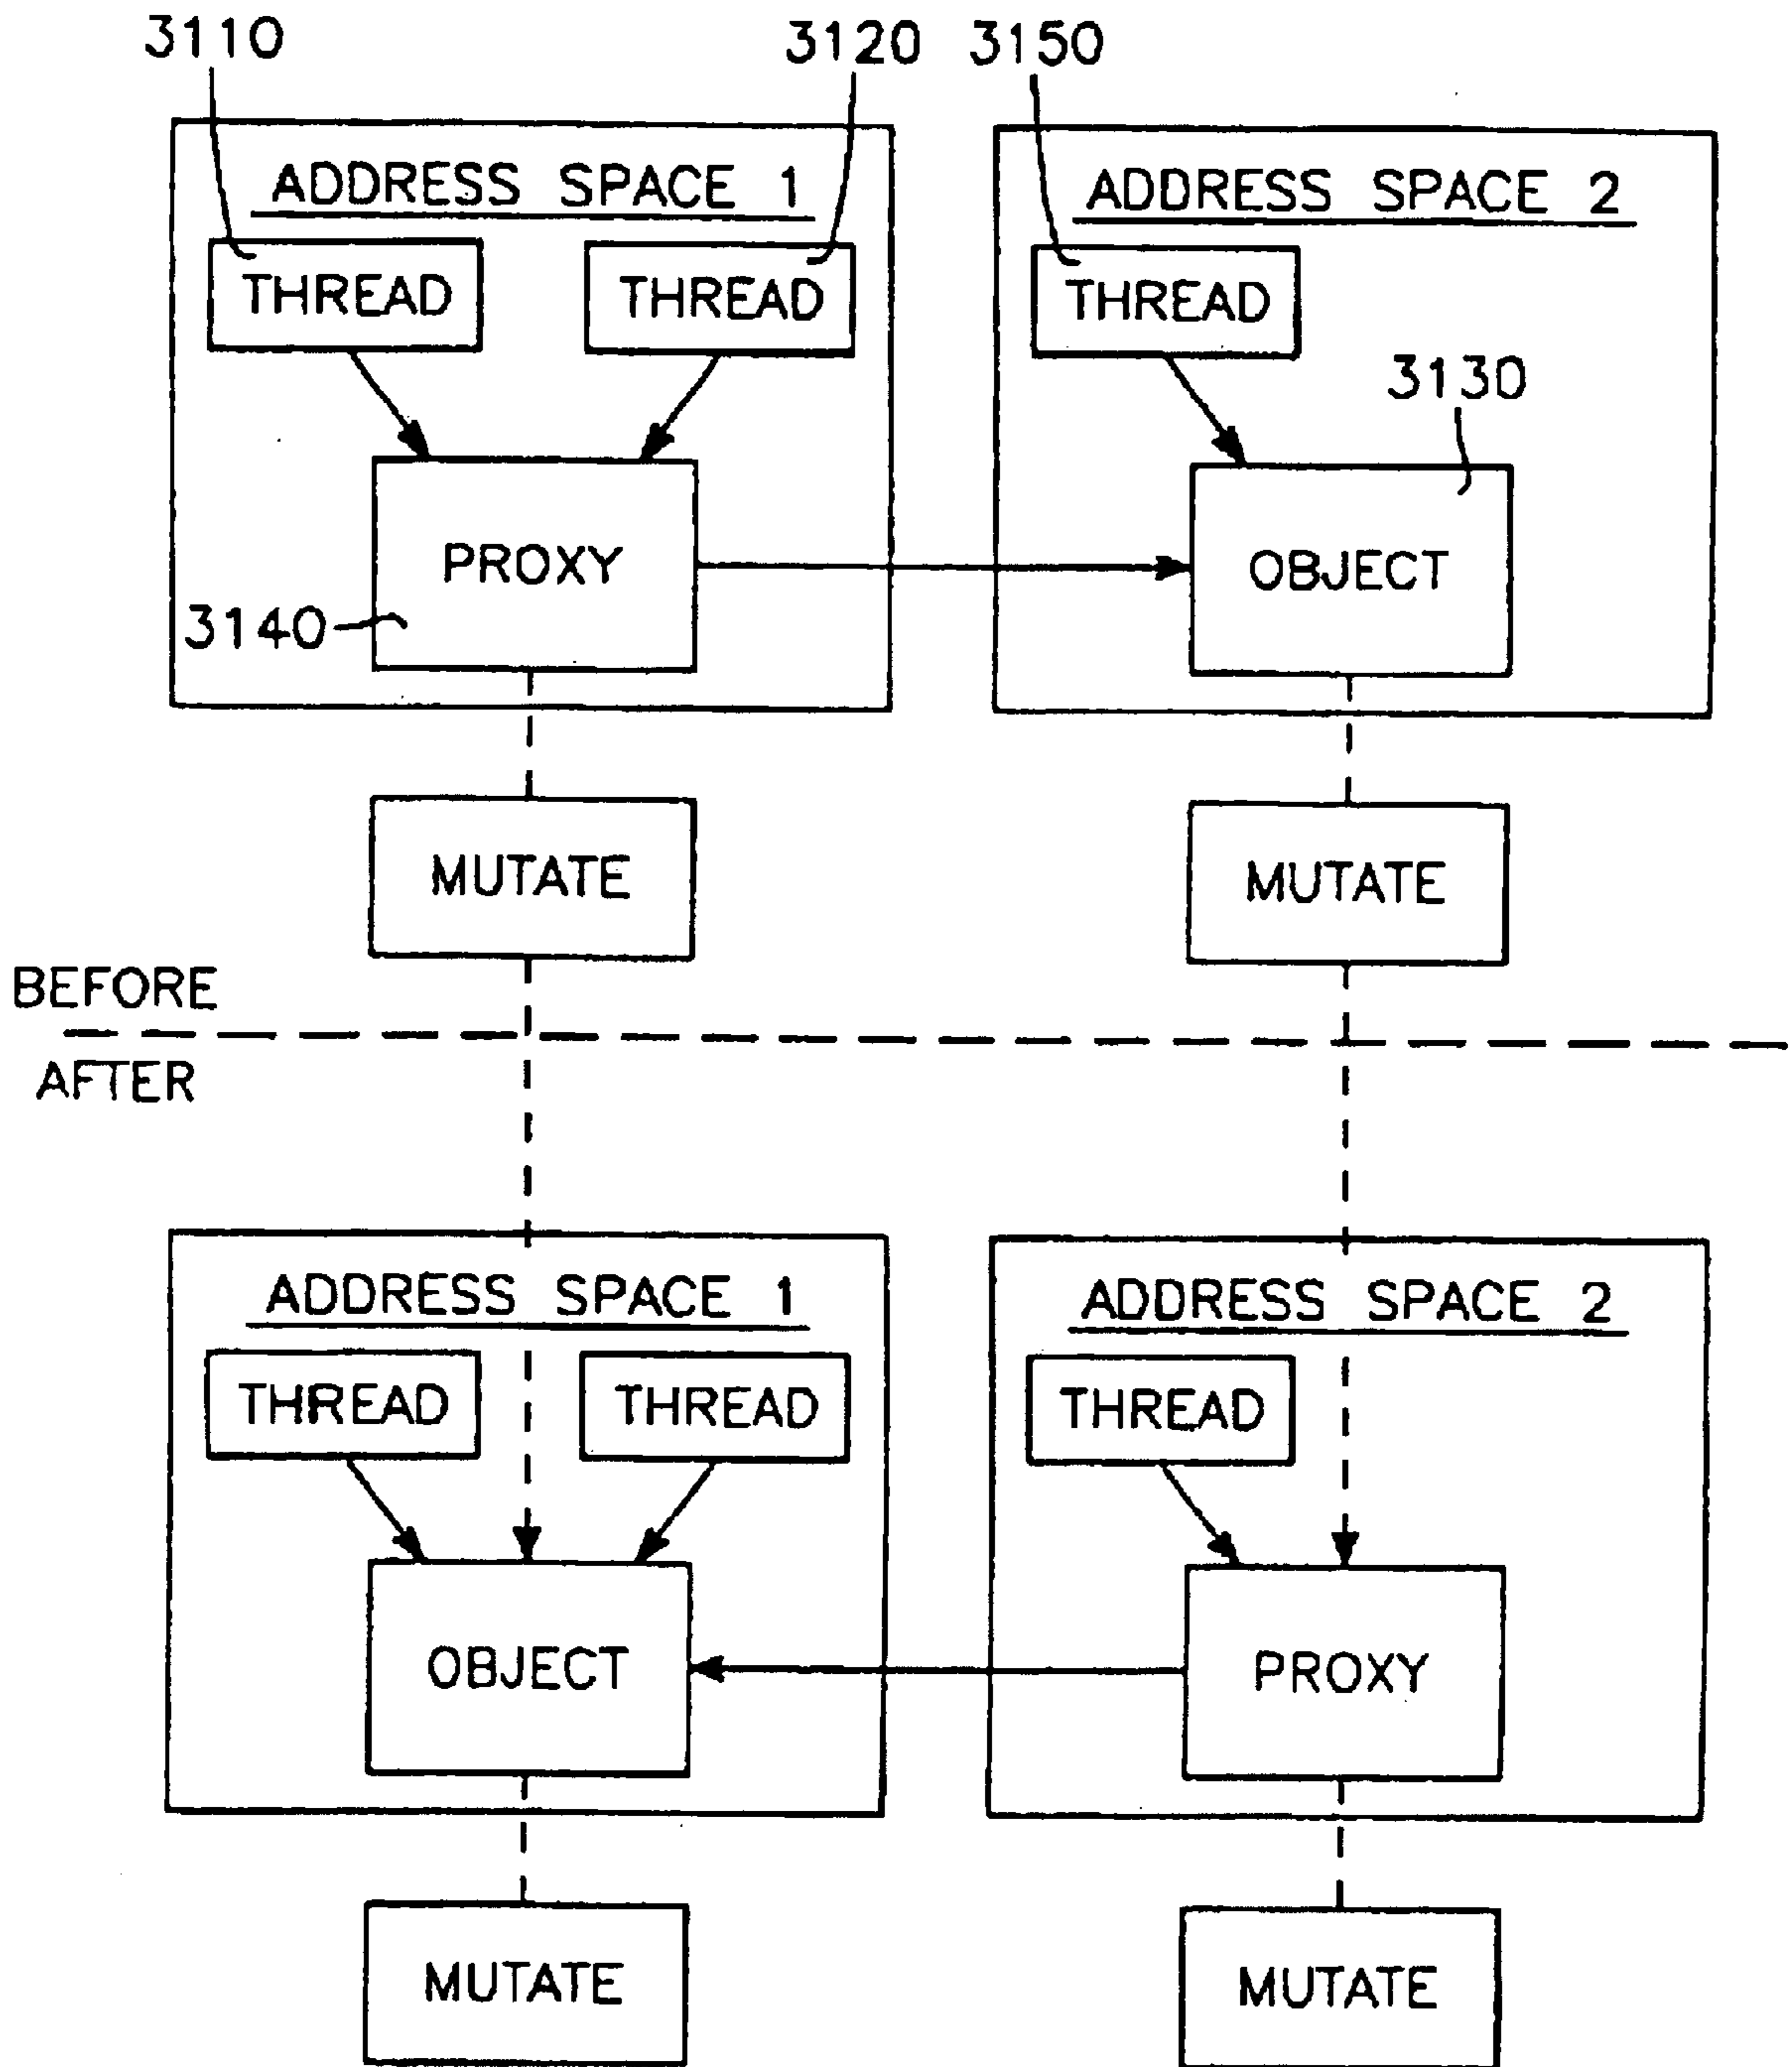 3110
3120
3150
ADDRESS SPACE 1
ADDRESS SPACE 2
THREAD
THREAD
THREAD
3130
PROXY
OBJECT
3140
MUTATE
MUTATE
BEFORE
AFTER
ADDRESS SPACE 1
ADDRESS SPACE 2
THREAD
THREAD
THREAD
OBJECT
PROXY
MUTATE
MUTATE